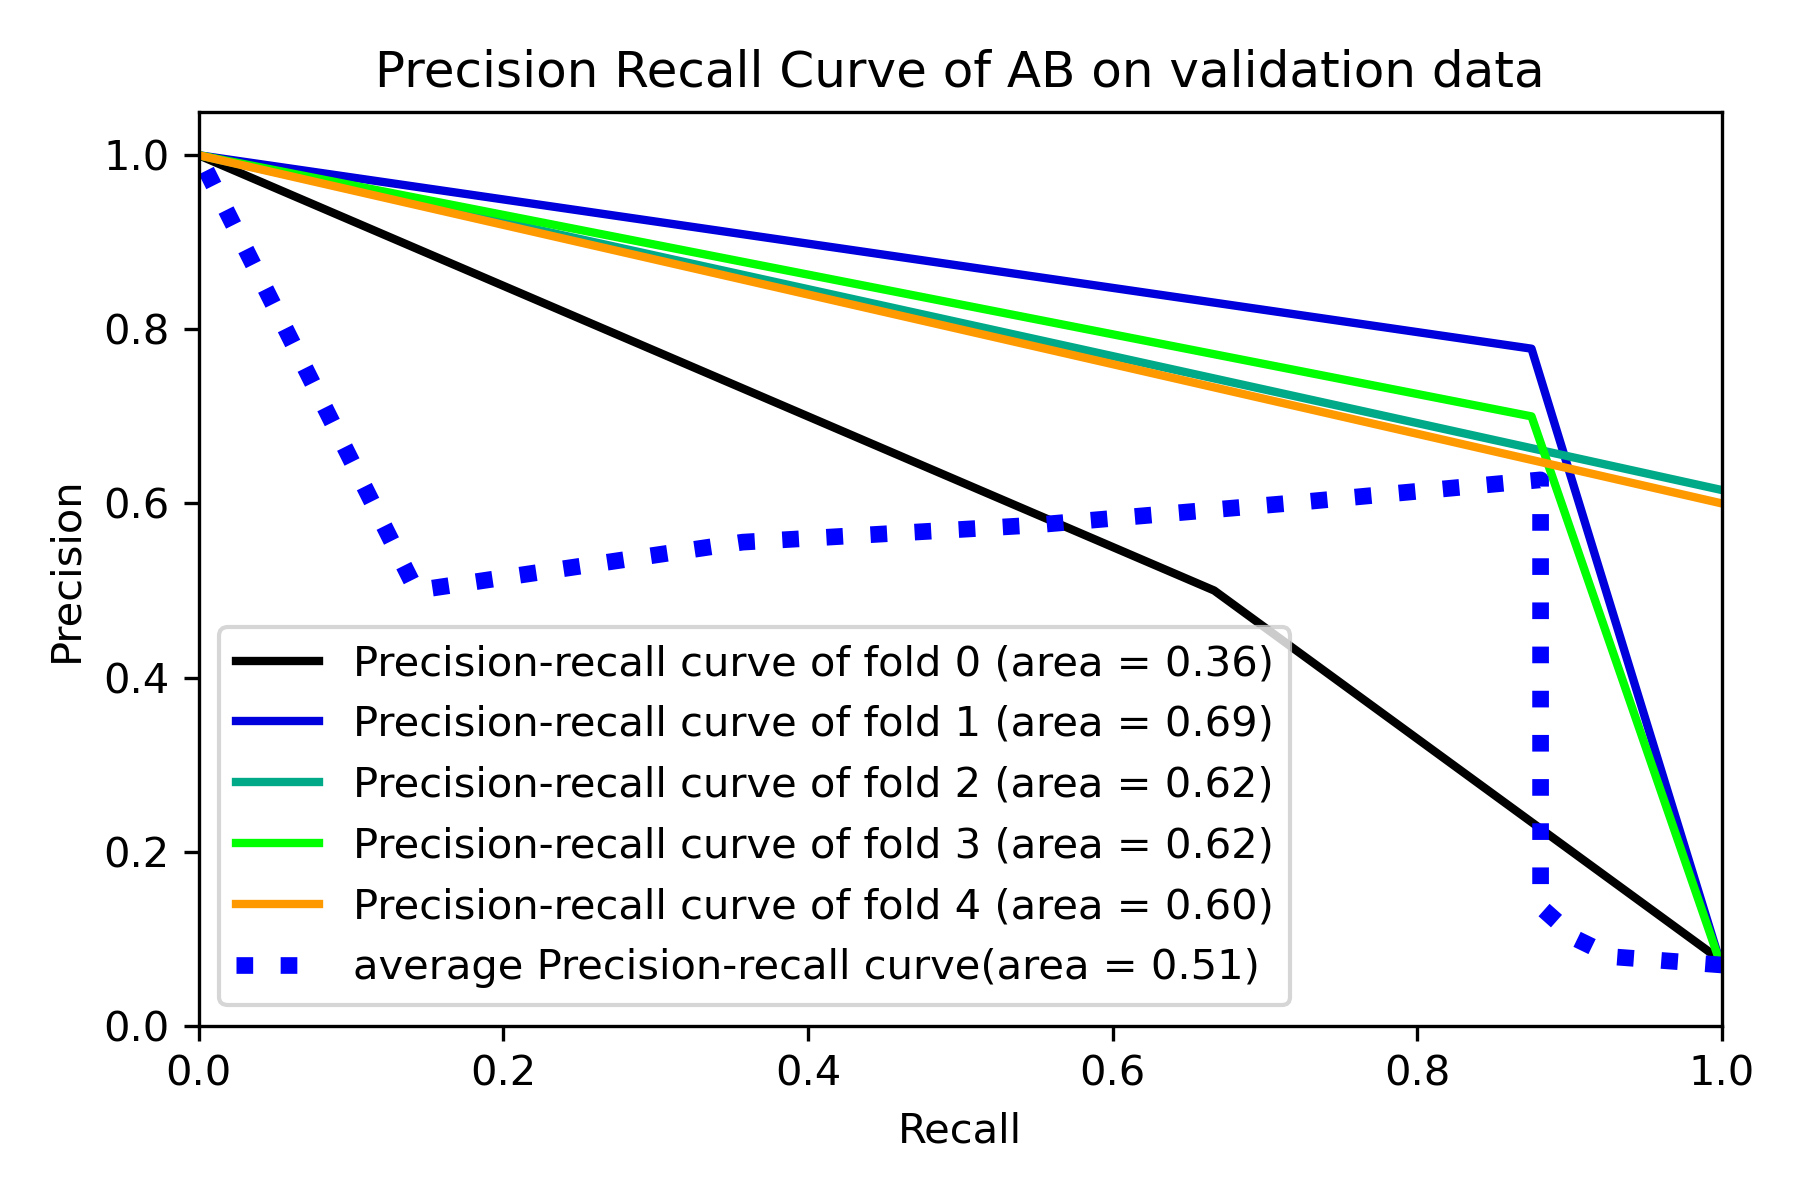 Precision Recall Curve of AB on validation data
1.0
0.8
0.6
0.4
0.2
0.0
Precision
Precision-recall curve of fold 0 (area = 0.36)
Precision-recall curve of fold 1 (area = 0.69)
Precision-recall curve of fold 2 (area = 0.62)
Precision-recall curve of fold 3 (area = 0.62)
Precision-recall curve of fold 4 (area = 0.60)
average Precision-recall curve(area = 0.51)
0.0 0.2 0.4 0.6 0.8 1.0
Recall